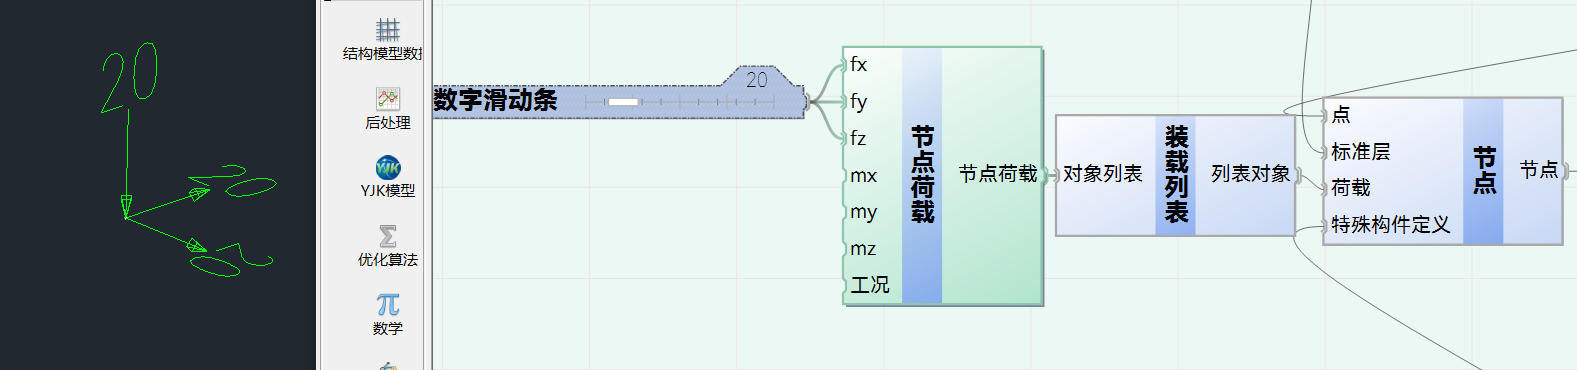 20
20
20
结构模型数据
后处理
YJK
YJK模型
Σ
优化算法
π
数学
数字滑动条
20
fx
fy
fz
mx
my
mz
工况
节点荷载
节点荷载
对象列表
装载列表
列表对象
点
标准层
荷载
特殊构件定义
节点
节点